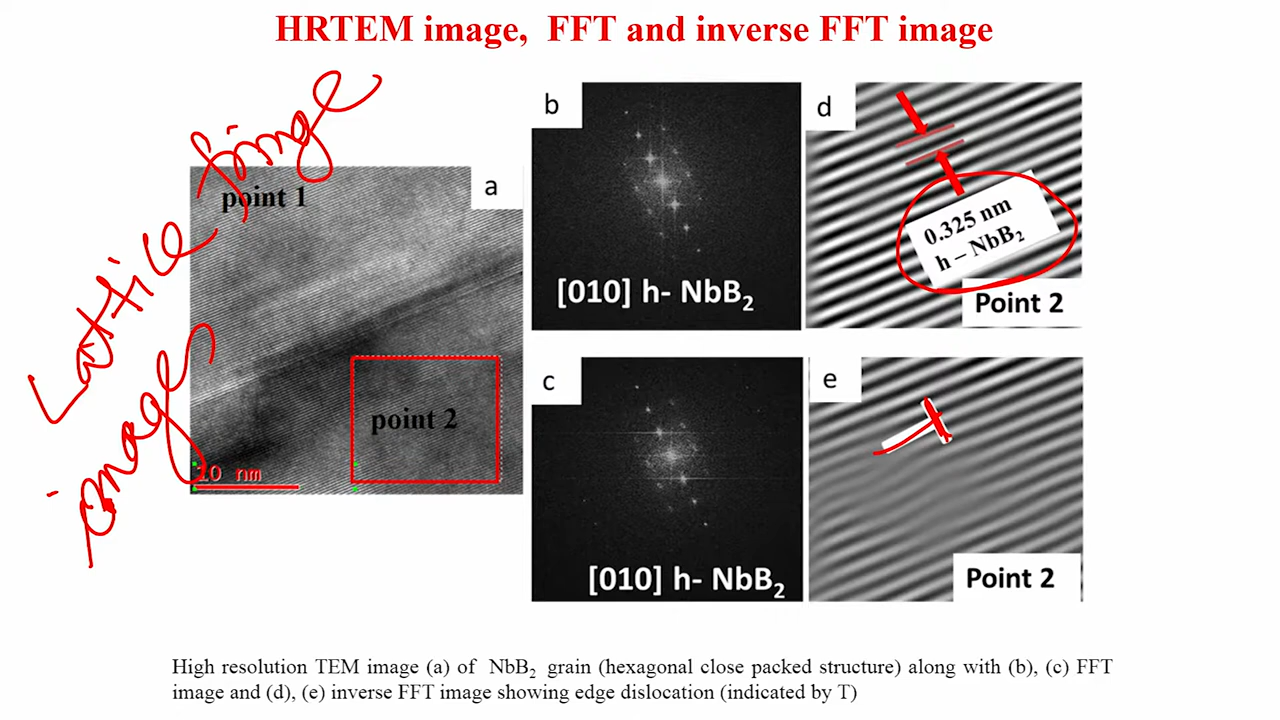 HRTEM image, FFT and inverse FFT image
Lattice fringe
image
a
point 1
point 2
10 nm
b
[010] h- NbB₂
c
[010] h- NbB₂
d
0.325 nm
h – NbB₂
Point 2
e
Point 2
High resolution TEM image (a) of NbB₂ grain (hexagonal close packed structure) along with (b), (c) FFT
image and (d), (e) inverse FFT image showing edge dislocation (indicated by T)